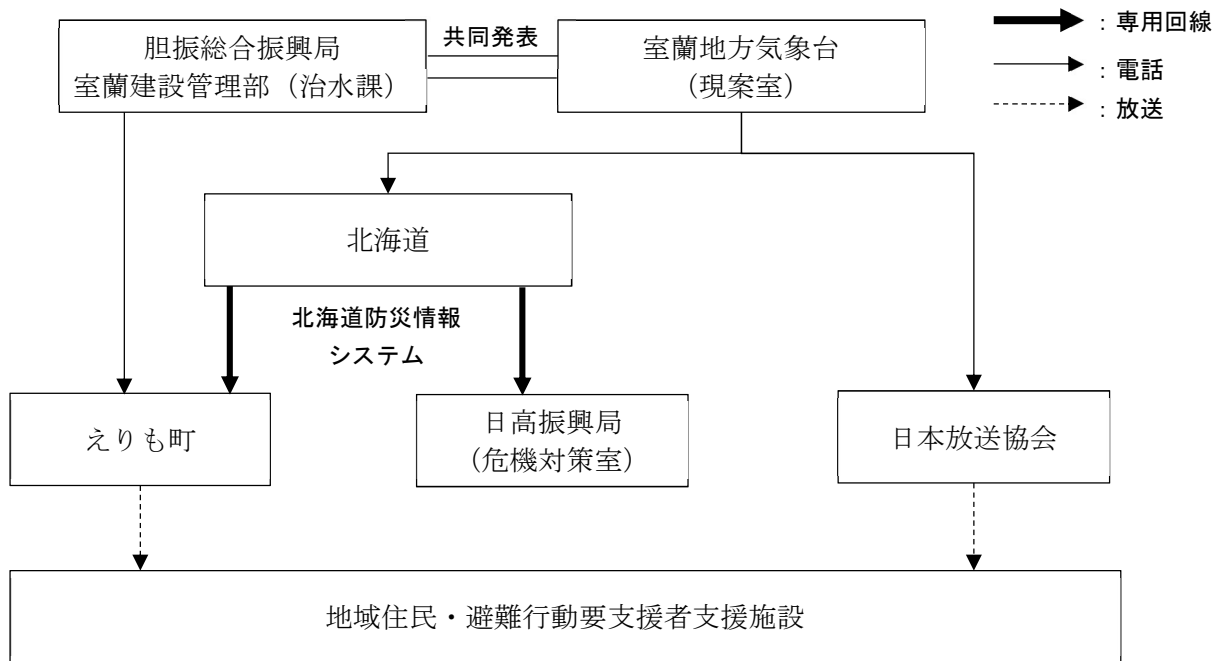 胆振総合振興局
室蘭建設管理部（治水課）
共同発表
室蘭地方気象台
（現案室）
：専用回線
：電話
：放送
北海道
北海道防災情報
システム
えりも町
日高振興局
（危機対策室）
日本放送協会
地域住民・避難行動要支援者支援施設